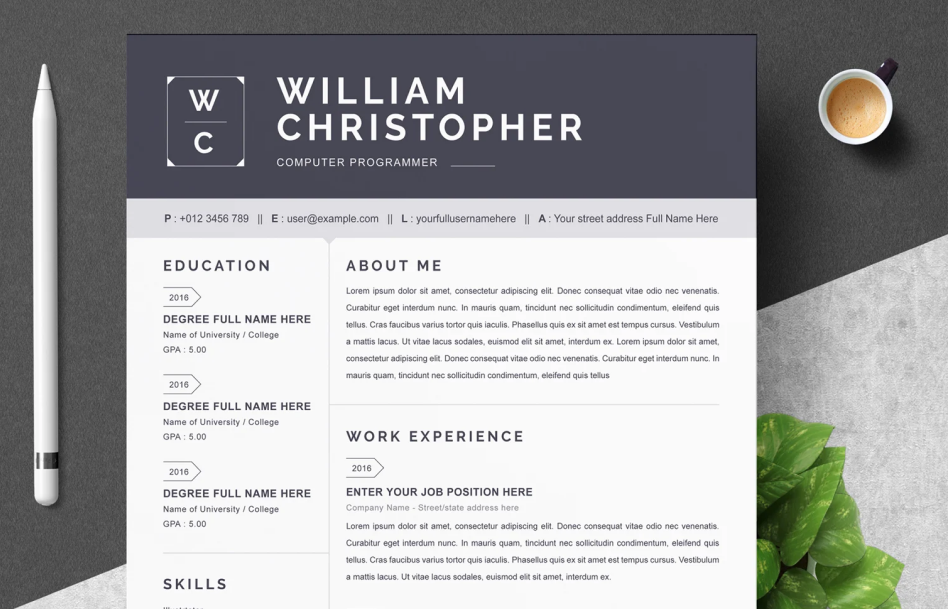 W
C
WILLIAM
CHRISTOPHER
COMPUTER PROGRAMMER
P : +012 3456 789 || E : user@example.com || L : yourfullusernamehere || A : Your street address Full Name Here
EDUCATION
2016
DEGREE FULL NAME HERE
Name of University / College
GPA : 5.00
2016
DEGREE FULL NAME HERE
Name of University / College
GPA : 5.00
2016
DEGREE FULL NAME HERE
Name of University / College
GPA : 5.00
SKILLS
ABOUT ME
Lorem ipsum dolor sit amet, consectetur adipiscing elit. Donec consequat vitae odio nec venenatis.
Curabitur eget interdum nunc. In mauris quam, tincidunt nec sollicitudin condimentum, eleifend quis
tellus. Cras faucibus varius tortor quis iaculis. Phasellus quis ex sit amet est tempus cursus. Vestibulum
a mattis lacus. Ut vitae lacus sodales, euismod elit sit amet, interdum ex. Lorem ipsum dolor sit amet,
consectetur adipiscing elit. Donec consequat vitae odio nec venenatis. Curabitur eget interdum nunc. In
mauris quam, tincidunt nec sollicitudin condimentum, eleifend quis tellus
WORK EXPERIENCE
2016
ENTER YOUR JOB POSITION HERE
Company Name - Street/state address here
Lorem ipsum dolor sit amet, consectetur adipiscing elit. Donec consequat vitae odio nec venenatis.
Curabitur eget interdum nunc. In mauris quam, tincidunt nec sollicitudin condimentum, eleifend quis
tellus. Cras faucibus varius tortor quis iaculis. Phasellus quis ex sit amet est tempus cursus. Vestibulum
a mattis lacus. Ut vitae lacus sodales, euismod elit sit amet, interdum ex.